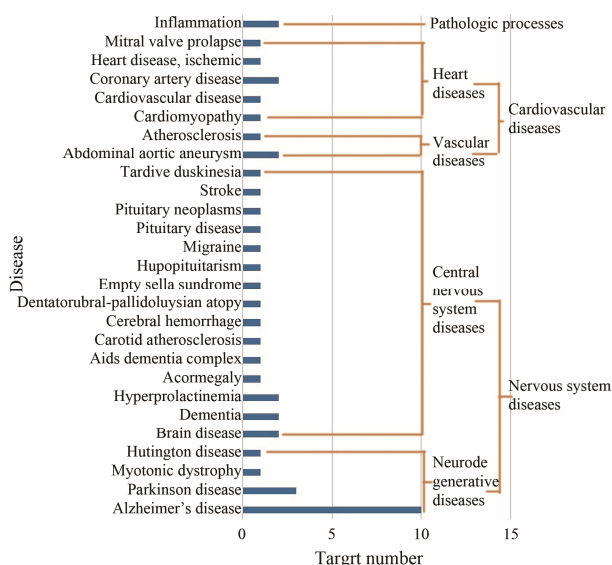 Inflammation
Mitral valve prolapse
Heart disease, ischemic
Coronary artery disease
Cardiovascular disease
Cardiomyopathy
Atherosclerosis
Abdominal aortic aneurysm
Tardive duskinesia
Stroke
Pituitary neoplasms
Pituitary disease
Migraine
Hupopituitarism
Empty sella syndrome
Dentatorubral-pallidoluysian atopy
Cerebral hemorrhage
Carotid atherosclerosis
Aids dementia complex
Acormegaly
Hyperprolactinemia
Dementia
Brain disease
Hutington disease
Myotonic dystrophy
Parkinson disease
Alzheimer's disease
Disease
0 5 10 15
Targrt number
Pathologic processes
Heart
diseases
Vascular
diseases
Cardiovascular
diseases
Central
nervous
system
diseases
Neurode
generative
diseases
Nervous system
diseases